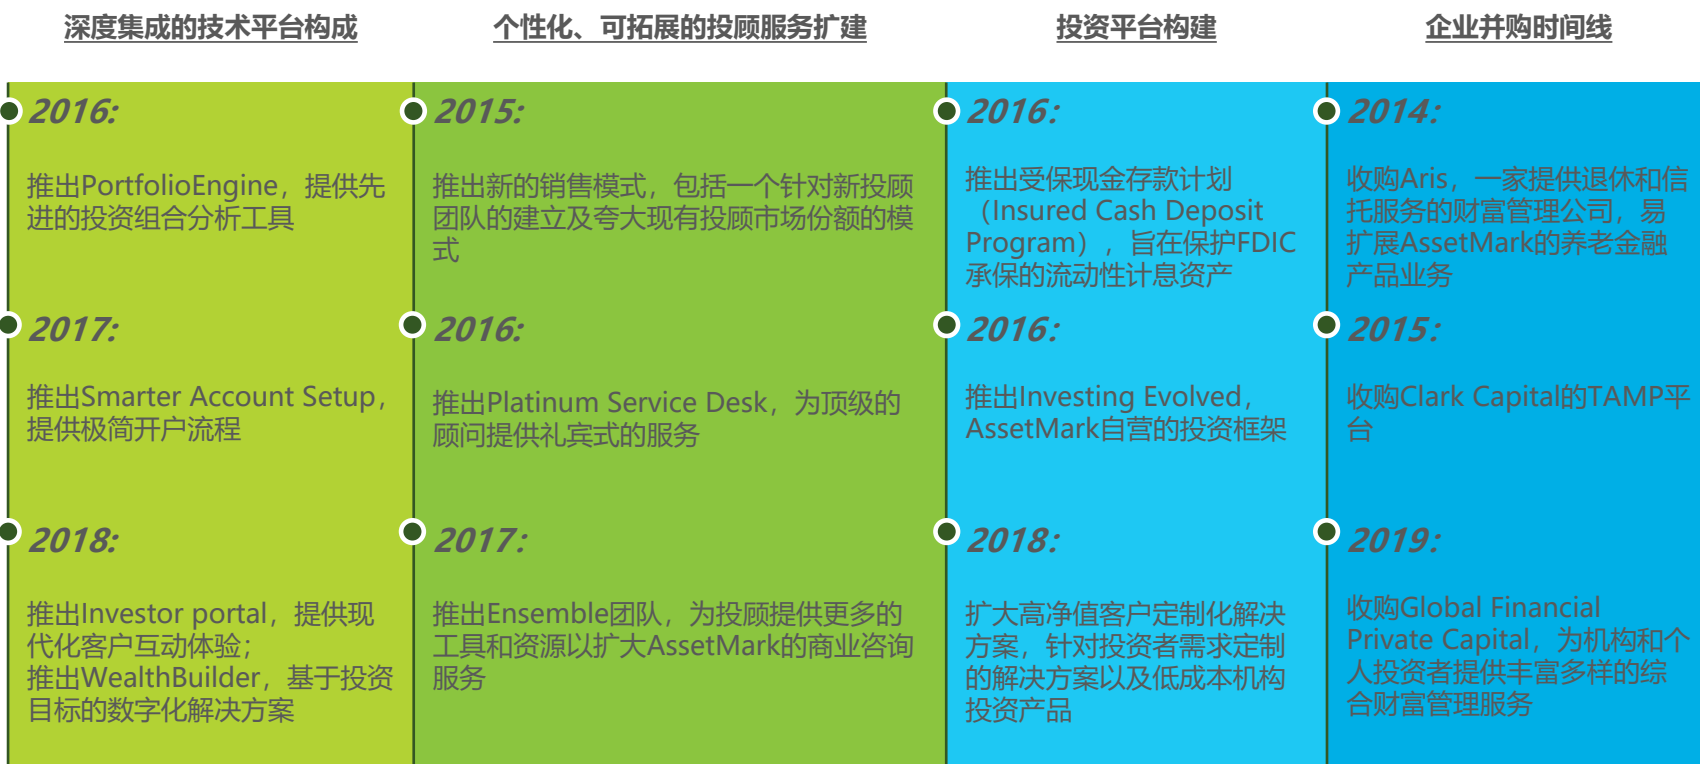 深度集成的技术平台构成
个性化、可拓展的投顾服务扩建
投资平台构建
企业并购时间线
2016:
推出PortfolioEngine，提供先
进的投资组合分析工具
2017:
推出Smarter Account Setup，
提供极简开户流程
2018:
推出Investor portal，提供现
代化客户互动体验；
推出WealthBuilder，基于投资
目标的数字化解决方案
2015:
推出新的销售模式，包括一个针对新投顾
团队的建立及夸大现有投顾市场份额的模
式
2016:
推出Platinum Service Desk，为顶级的
顾问提供礼宾式的服务
2017：
推出Ensemble团队，为投顾提供更多的
工具和资源以扩大AssetMark的商业咨询
服务
2016：
推出受保现金存款计划
（Insured Cash Deposit
Program），旨在保护FDIC
承保的流动性计息资产
2016：
推出Investing Evolved，
AssetMark自营的投资框架
2018：
扩大高净值客户定制化解决
方案，针对投资者需求定制
的解决方案以及低成本机构
投资产品
2014：
收购Aris，一家提供退休和信
托服务的财富管理公司，易
扩展AssetMark的养老金融
产品业务
2015：
收购Clark Capital的TAMP平
台
2019：
收购Global Financial
Private Capital，为机构和个
人投资者提供丰富多样的综
合财富管理服务